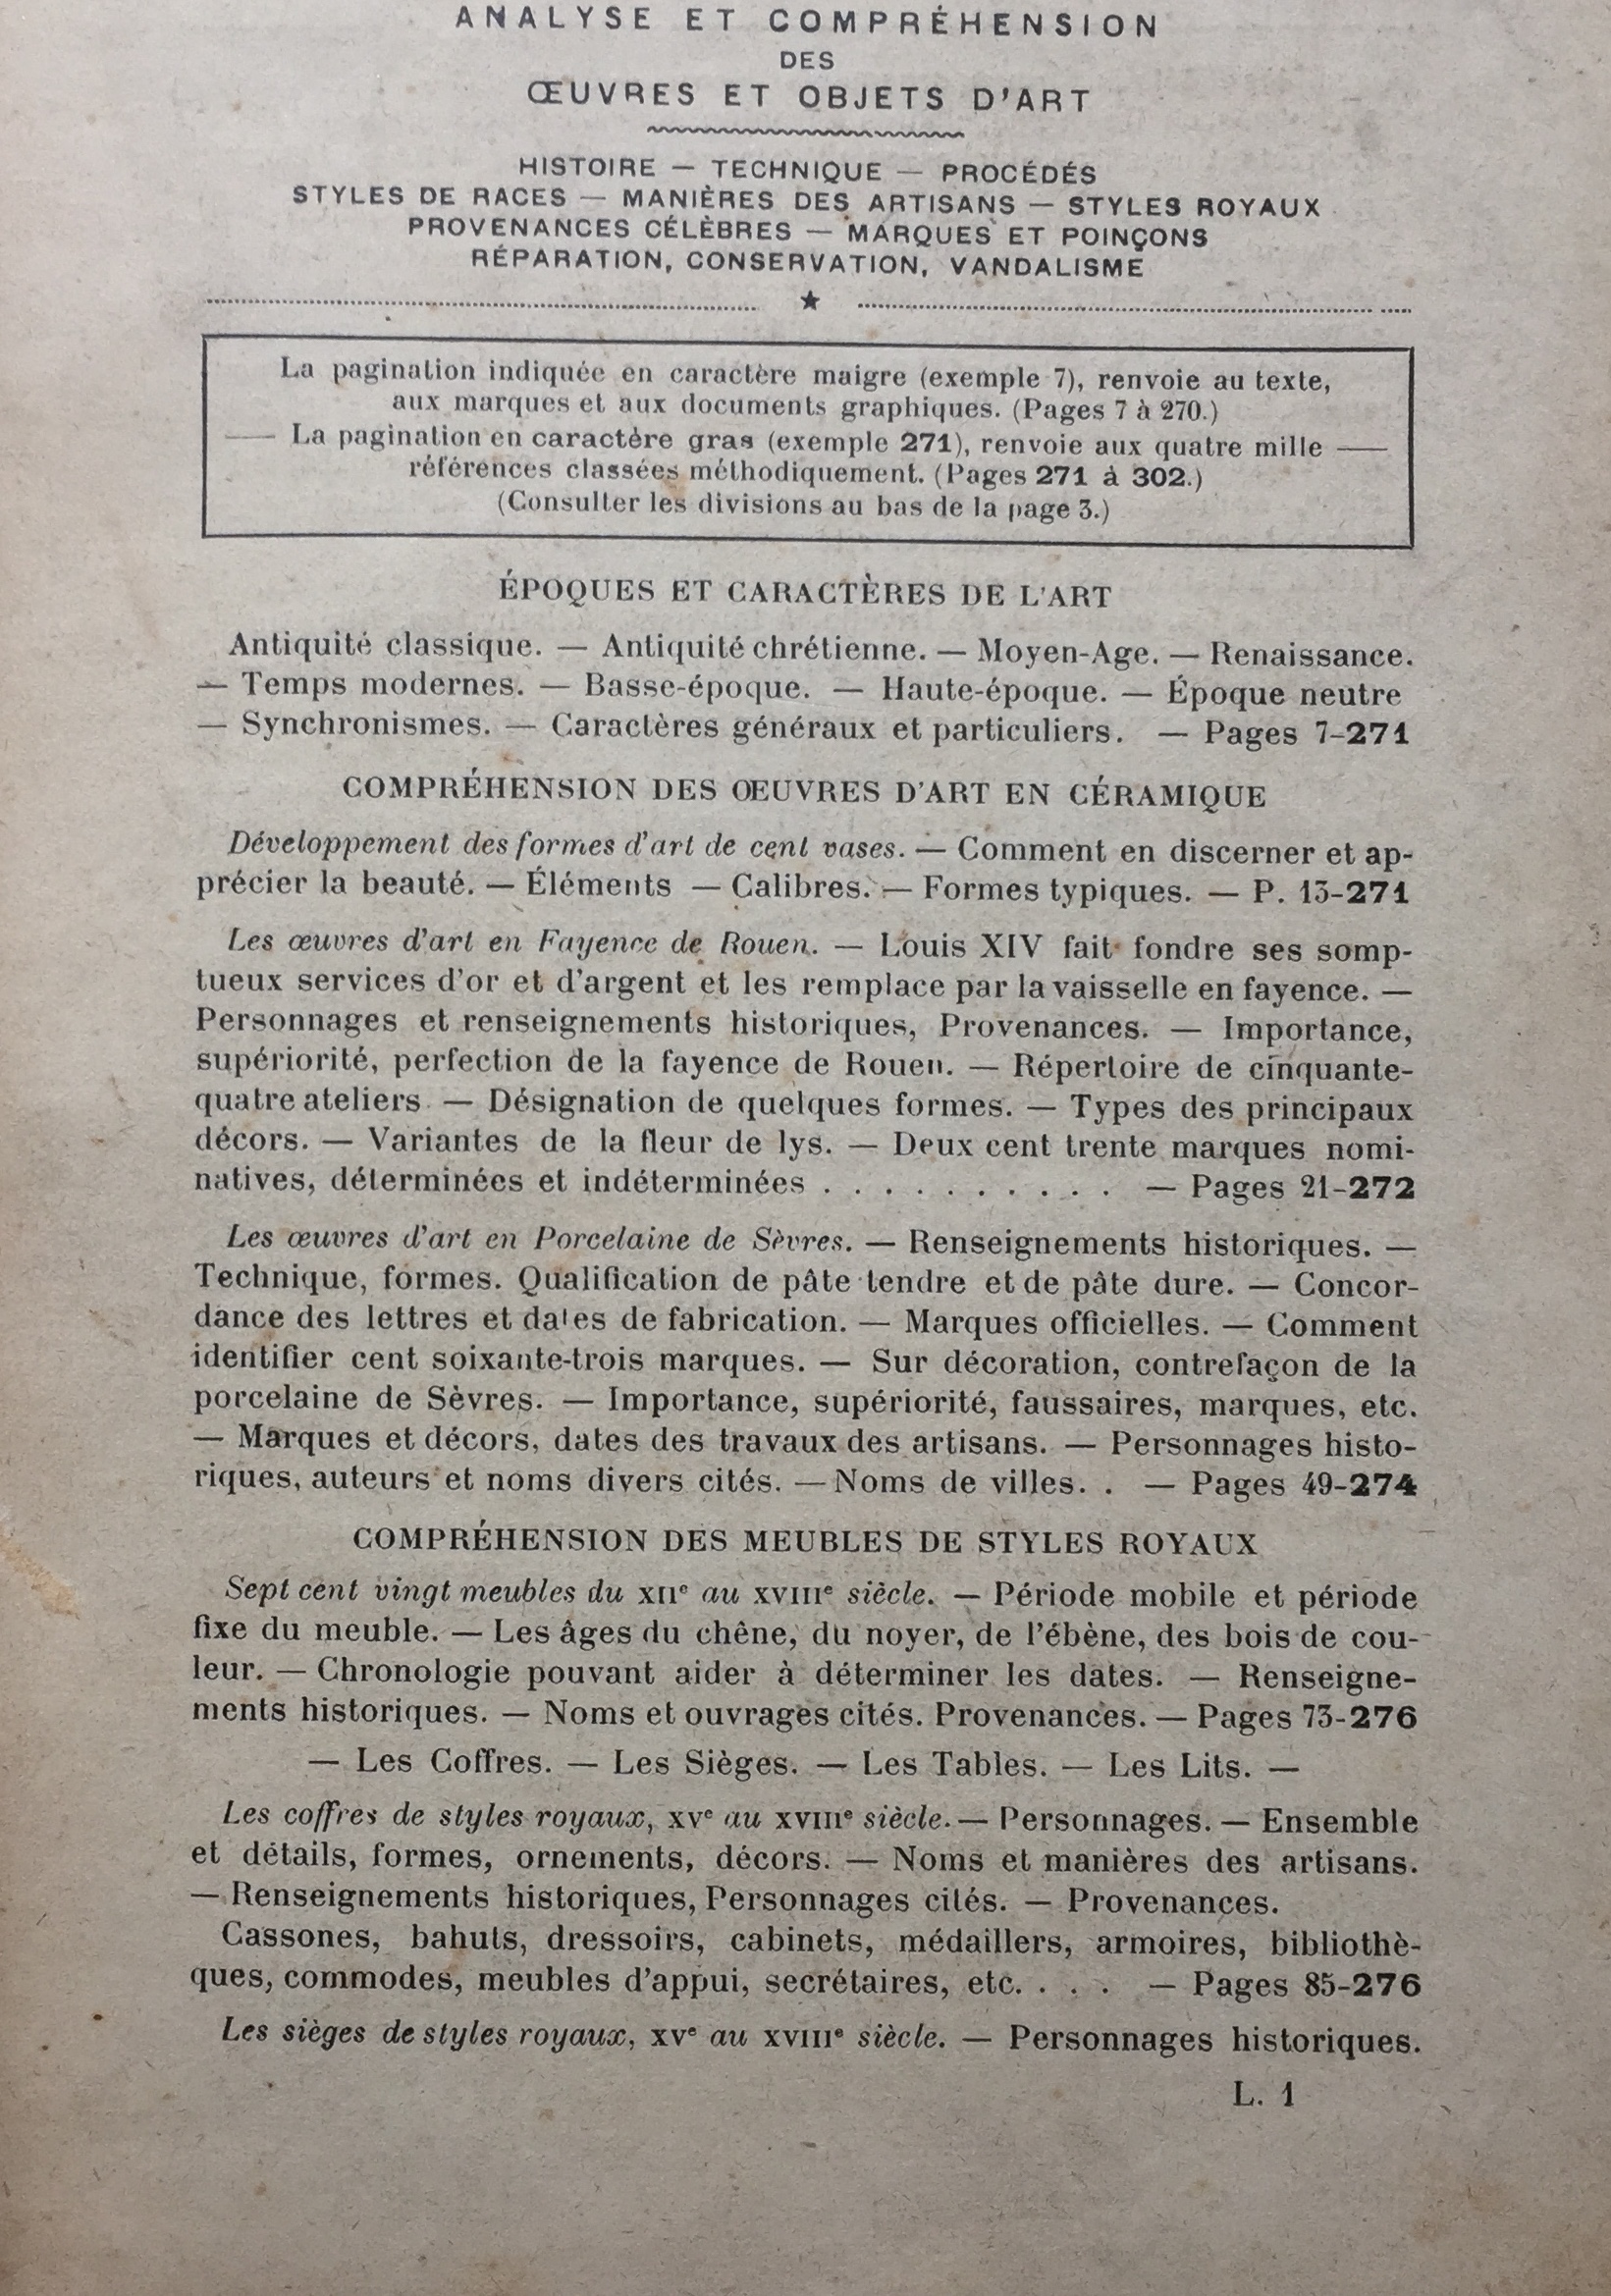 ANALYSE ET COMPRÉHENSION
DES
ŒUVRES ET OBJETS D'ART
HISTOIRE — TECHNIQUE — PROCÉDÉS
STYLES DE RACES — MANIÈRES DES ARTISANS — STYLES ROYAUX
PROVENANCES CÉLÈBRES — MARQUES ET POINÇONS
RÉPARATION, CONSERVATION, VANDALISME
★
La pagination indiquée en caractère maigre (exemple 7), renvoie au texte,
aux marques et aux documents graphiques. (Pages 7 à 270.)
— La pagination en caractère gras (exemple 271), renvoie aux quatre mille —
références classées méthodiquement. (Pages 271 à 302.)
(Consulter les divisions au bas de la page 3.)
ÉPOQUES ET CARACTÈRES DE L'ART
Antiquité classique. — Antiquité chrétienne. — Moyen-Age. — Renaissance.
— Temps modernes. — Basse-époque. — Haute-époque. — Époque neutre
— Synchronismes. — Caractères généraux et particuliers. — Pages 7-271
COMPRÉHENSION DES ŒUVRES D'ART EN CÉRAMIQUE
Développement des formes d'art de cent vases. — Comment en discerner et ap-
précier la beauté. — Éléments — Calibres. — Formes typiques. — P. 13-271
Les œuvres d'art en Fayence de Rouen. — Louis XIV fait fondre ses somp-
tueux services d'or et d'argent et les remplace par la vaisselle en fayence. —
Personnages et renseignements historiques, Provenances. — Importance,
supériorité, perfection de la fayence de Rouen. — Répertoire de cinquante-
quatre ateliers — Désignation de quelques formes. — Types des principaux
décors. — Variantes de la fleur de lys. — Deux cent trente marques nomi-
natives, déterminées et indéterminées . . . . . . . . . . — Pages 21-272
Les œuvres d'art en Porcelaine de Sèvres. — Renseignements historiques. —
Technique, formes. Qualification de pâte tendre et de pâte dure. — Concor-
dance des lettres et dates de fabrication. — Marques officielles. — Comment
identifier cent soixante-trois marques. — Sur décoration, contrefaçon de la
porcelaine de Sèvres. — Importance, supériorité, faussaires, marques, etc.
— Marques et décors, dates des travaux des artisans. — Personnages histo-
riques, auteurs et noms divers cités. — Noms de villes. . — Pages 49-274
COMPRÉHENSION DES MEUBLES DE STYLES ROYAUX
Sept cent vingt meubles du XIIe au XVIIIe siècle. — Période mobile et période
fixe du meuble. — Les âges du chêne, du noyer, de l'ébène, des bois de cou-
leur. — Chronologie pouvant aider à déterminer les dates. — Renseigne-
ments historiques. — Noms et ouvrages cités. Provenances. — Pages 73-276
— Les Coffres. — Les Sièges. — Les Tables. — Les Lits. —
Les coffres de styles royaux, XVe au XVIIIe siècle. — Personnages. — Ensemble
et détails, formes, ornements, décors. — Noms et manières des artisans.
— Renseignements historiques, Personnages cités. — Provenances.
Cassones, bahuts, dressoirs, cabinets, médaillers, armoires, bibliothè-
ques, commodes, meubles d'appui, secrétaires, etc. . . . — Pages 85-276
Les sièges de styles royaux, XVe au XVIIIe siècle. — Personnages historiques.
L. 1